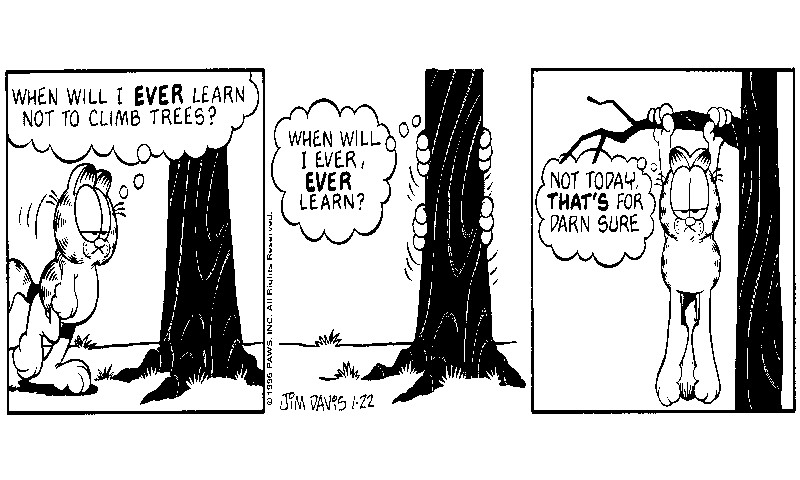 WHEN WILL I EVER LEARN
NOT TO CLIMB TREES?
© 1996 PAWS, INC. All Rights Reserved.
WHEN WILL
I EVER,
EVER
LEARN?
JIM DAVIS 1-22
NOT TODAY,
THAT'S FOR
DARN SURE